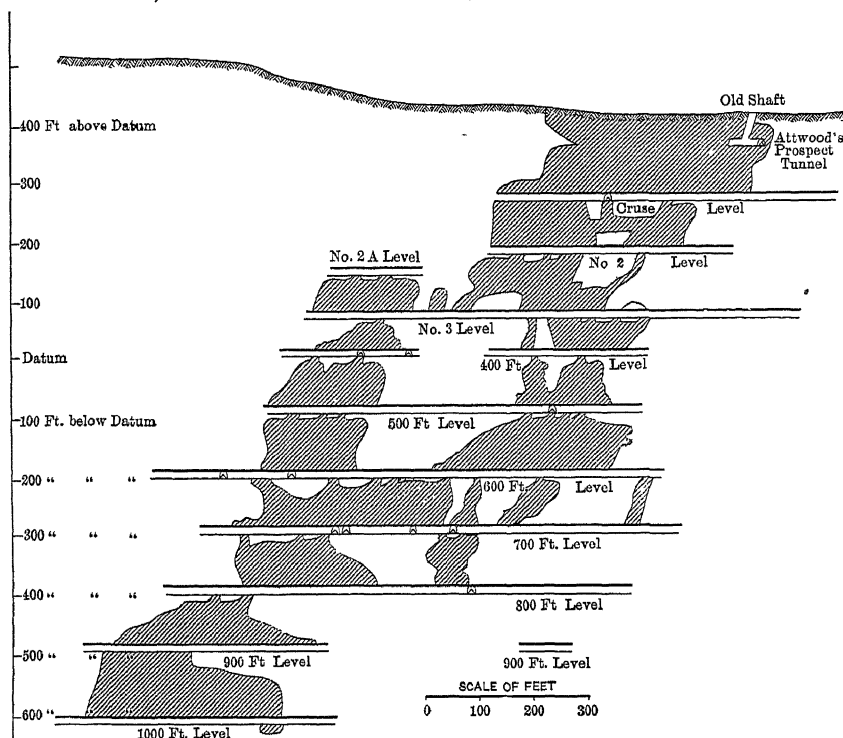 Old Shaft
400 Ft above Datum
Attwood's
Prospect
Tunnel
300
Cruse Level
200
No. 2 A Level
No 2 Level
100
No. 3 Level
Datum
400 Ft. Level
100 Ft. below Datum
500 Ft Level
200 “ “ “
600 Ft. Level
300 “ “ “
700 Ft. Level
400 “ “ “
800 Ft Level
500 “ “ “
900 Ft Level
900 Ft. Level
SCALE OF FEET
0 100 200 300
600 “ “ “
1000 Ft. Level